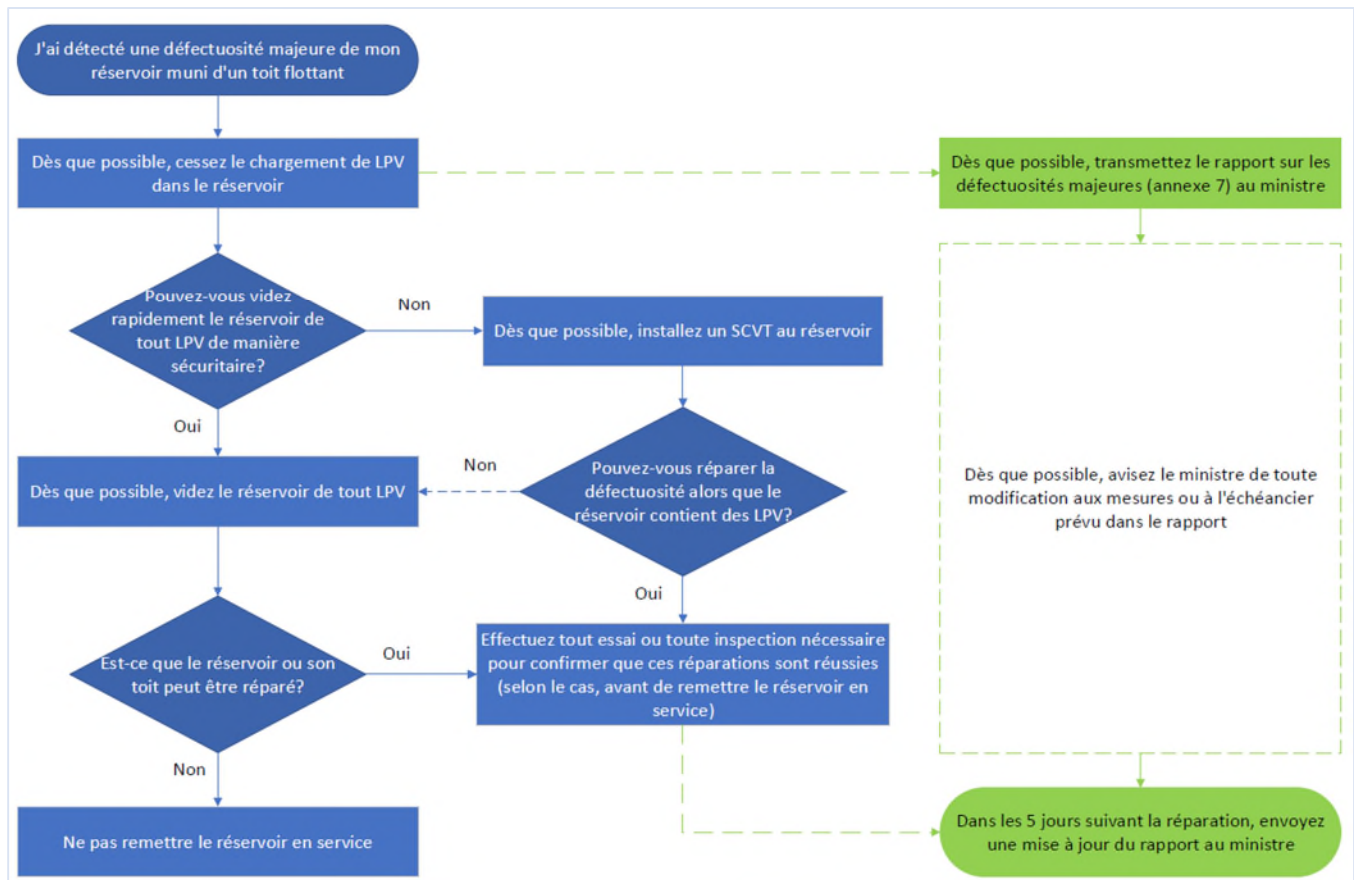 J'ai détecté une défectuosité majeure de mon
réservoir muni d'un toit flottant
Dès que possible, cessez le chargement de LPV
dans le réservoir
Dès que possible, transmettez le rapport sur les
défectuosités majeures (annexe 7) au ministre
Pouvez-vous videz
rapidement le réservoir de
tout LPV de manière
sécuritaire?
Non
Dès que possible, installez un SCVT au réservoir
Oui
Dès que possible, videz le réservoir de tout LPV
Non
Pouvez-vous réparer la
défectuosité alors que le
réservoir contient des LPV?
Dès que possible, avisez le ministre de toute
modification aux mesures ou à l'échéancier
prévu dans le rapport
Oui
Est-ce que le réservoir ou son
toit peut être réparé?
Oui
Effectuez tout essai ou toute inspection nécessaire
pour confirmer que ces réparations sont réussies
(selon le cas, avant de remettre le réservoir en
service)
Non
Ne pas remettre le réservoir en service
Dans les 5 jours suivant la réparation, envoyez
une mise à jour du rapport au ministre